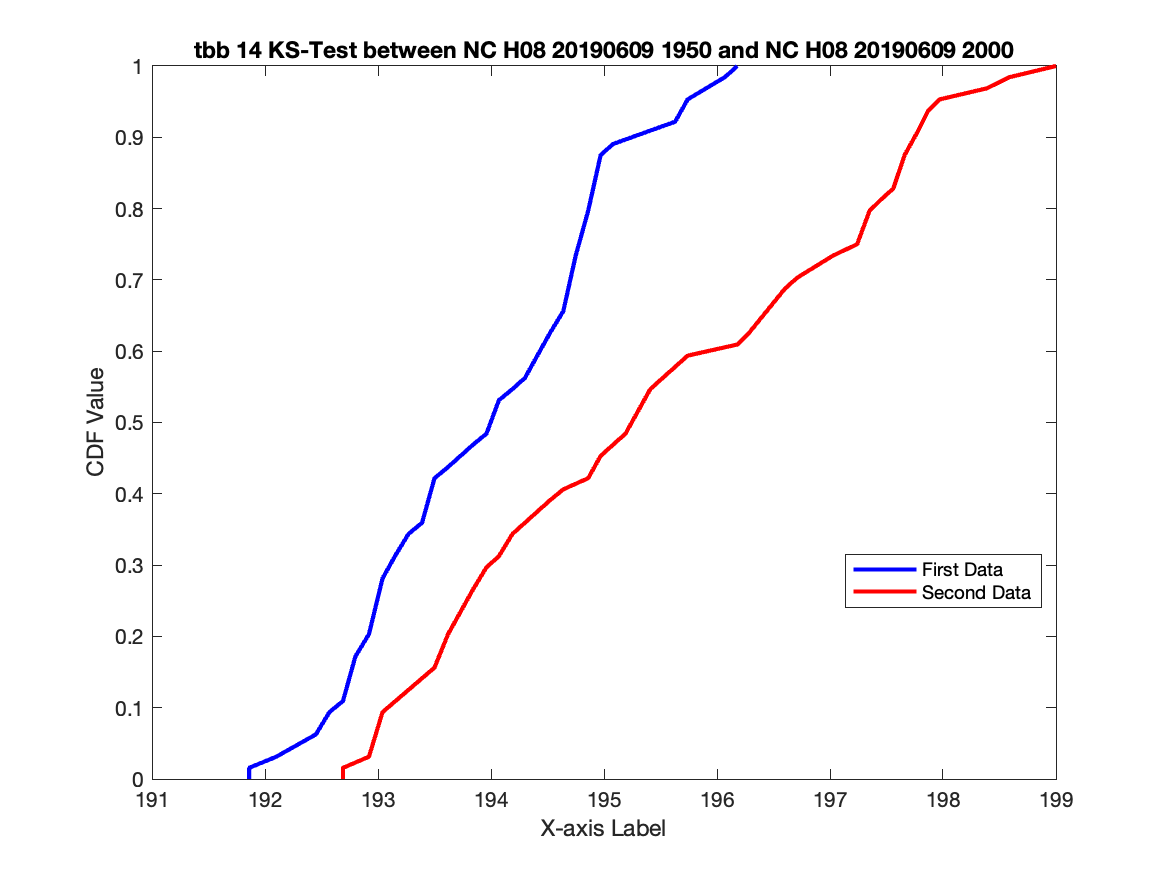 tbb 14 KS-Test between NC H08 20190609 1950 and NC H08 20190609 2000
1
0.9
0.8
0.7
0.6
0.5
0.4
0.3
0.2
0.1
0
CDF Value
First Data
Second Data
191 192 193 194 195 196 197 198 199
X-axis Label